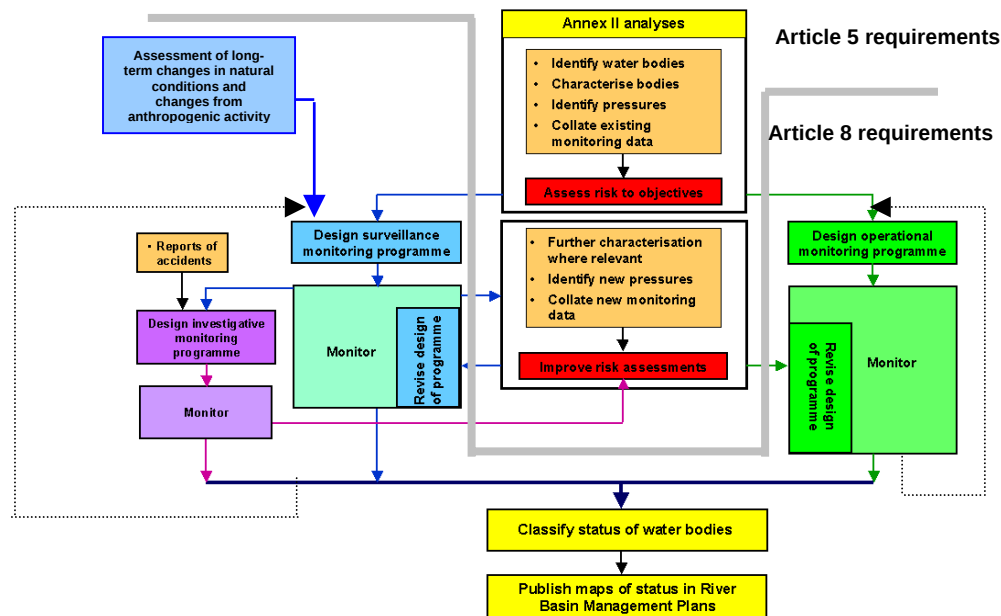 Annex II analyses
Article 5 requirements
Assessment of long-
term changes in natural
conditions and
changes from
anthropogenic activity
• Identify water bodies
• Characterise bodies
• Identify pressures
• Collate existing
monitoring data
Article 8 requirements
Assess risk to objectives
Design surveillance
monitoring programme
Design operational
monitoring programme
• Reports of
accidents
• Further characterisation
where relevant
• Identify new pressures
• Collate new monitoring
data
Design investigative
monitoring
programme
Monitor
Revise design
of programme
Improve risk assessments
Revise design
of programme
Monitor
Monitor
Classify status of water bodies
Publish maps of status in River
Basin Management Plans